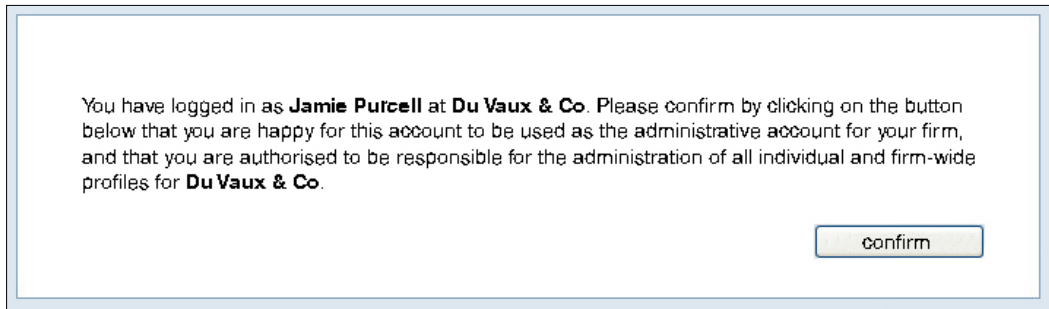 You have logged in as Jamie Purcell at Du Vaux & Co. Please confirm by clicking on the button
below that you are happy for this account to be used as the administrative account for your firm,
and that you are authorised to be responsible for the administration of all individual and firm-wide
profiles for Du Vaux & Co.
confirm